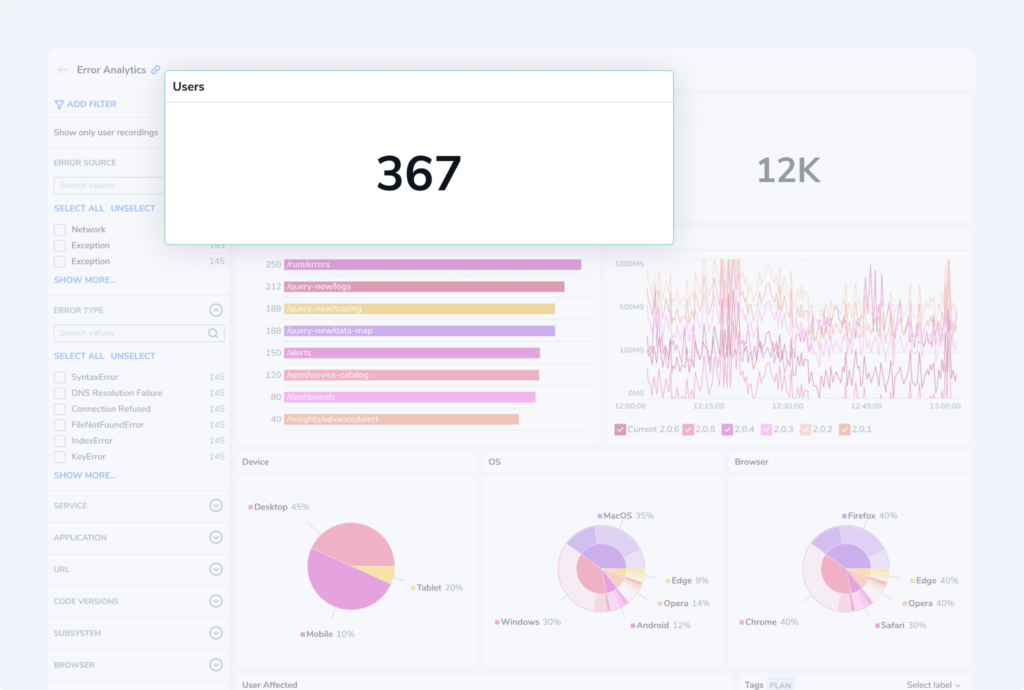 Error Analytics
Users
367
12K
ADD FILTER
Show only user recordings
ERROR SOURCE
Search values
SELECT ALL UNSELECT
Network
Exception 145
Exception 145
SHOW MORE...
ERROR TYPE
Search values
SELECT ALL UNSELECT
SyntaxError 145
DNS Resolution Failure 145
Connection Refused 145
FileNotFoundError 145
IndexError 145
KeyError 145
SHOW MORE...
SERVICE
APPLICATION
URL
CODE VERSIONS
SUBSYSTEM
BROWSER
250 /rum/errors
212 /query-new/logs
188 /query-new/tracing
188 /query-new/data-map
150 /alerts
120 /apm/service-catalog
80 /dashboards
40 /insights/advancedalert
1000MS
500MS
100MS
0MS
12:00:00 12:15:00 12:30:00 12:45:00 13:00:00
Current 2.0.6 2.0.5 2.0.4 2.0.3 2.0.2 2.0.1
Device
Desktop 45%
Tablet 20%
Mobile 10%
OS
MacOS 35%
Edge 9%
Opera 14%
Windows 30%
Android 12%
Browser
Firefox 40%
Edge 40%
Opera 40%
Chrome 40%
Safari 30%
User Affected
Tags PLAN
Select label